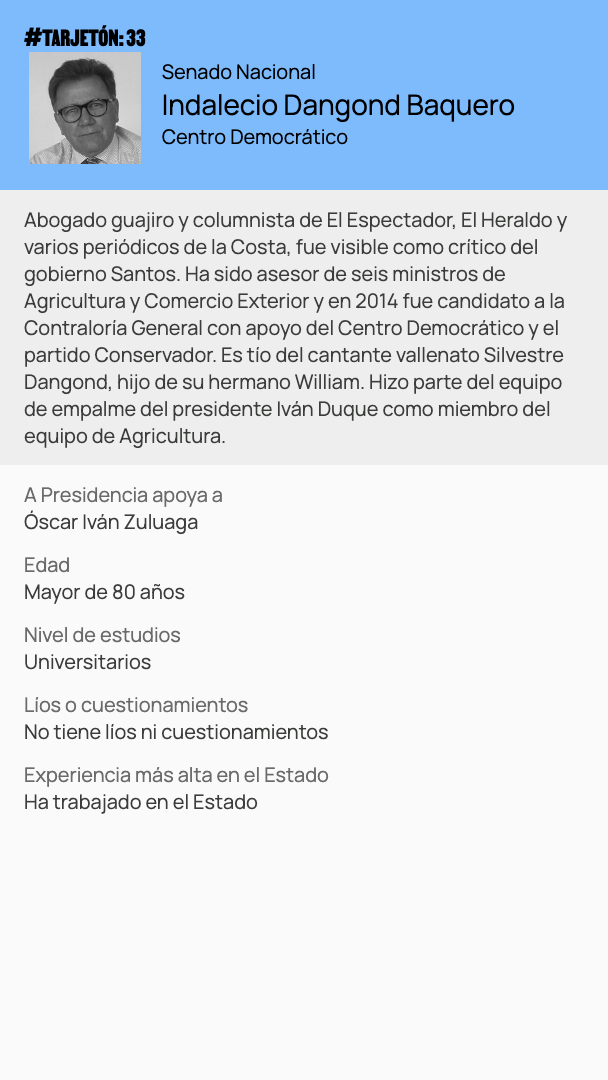 #TARJETÓN: 33
Senado Nacional
Indalecio Dangond Baquero
Centro Democrático
Abogado guajiro y columnista de El Espectador, El Heraldo y
varios periódicos de la Costa, fue visible como crítico del
gobierno Santos. Ha sido asesor de seis ministros de
Agricultura y Comercio Exterior y en 2014 fue candidato a la
Contraloría General con apoyo del Centro Democrático y el
partido Conservador. Es tío del cantante vallenato Silvestre
Dangond, hijo de su hermano William. Hizo parte del equipo
de empalme del presidente Iván Duque como miembro del
equipo de Agricultura.
A Presidencia apoya a
Óscar Iván Zuluaga
Edad
Mayor de 80 años
Nivel de estudios
Universitarios
Líos o cuestionamientos
No tiene líos ni cuestionamientos
Experiencia más alta en el Estado
Ha trabajado en el Estado